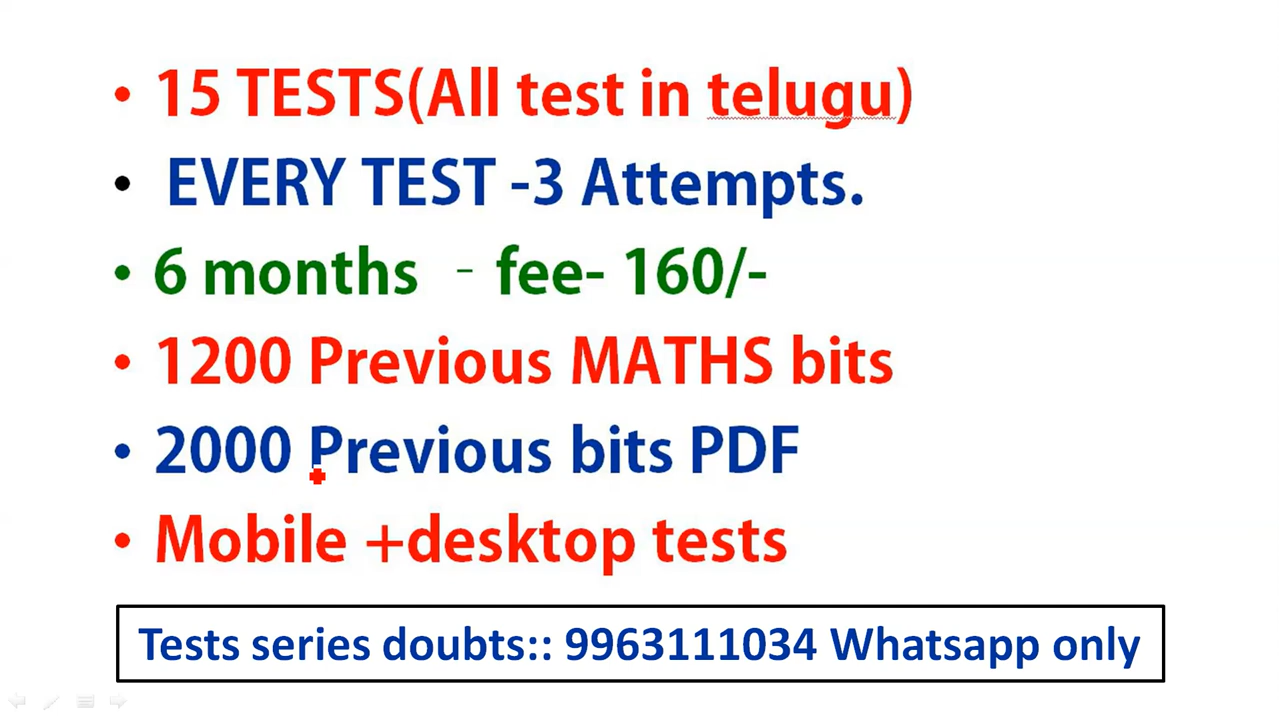 • 15 TESTS(All test in telugu)
• EVERY TEST -3 Attempts.
• 6 months - fee- 160/-
• 1200 Previous MATHS bits
• 2000 Previous bits PDF
• Mobile +desktop tests
Tests series doubts:: 9963111034 Whatsapp only